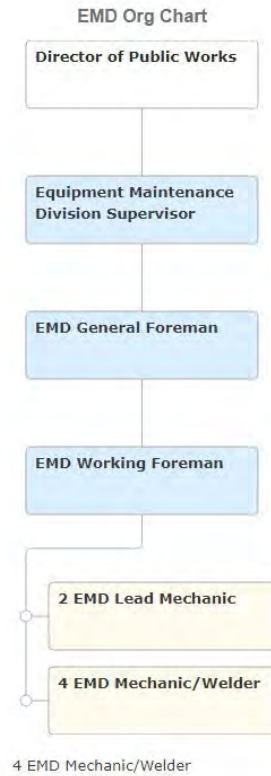 EMD Org Chart
Director of Public Works
Equipment Maintenance
Division Supervisor
EMD General Foreman
EMD Working Foreman
2 EMD Lead Mechanic
4 EMD Mechanic/Welder
4 EMD Mechanic/Welder